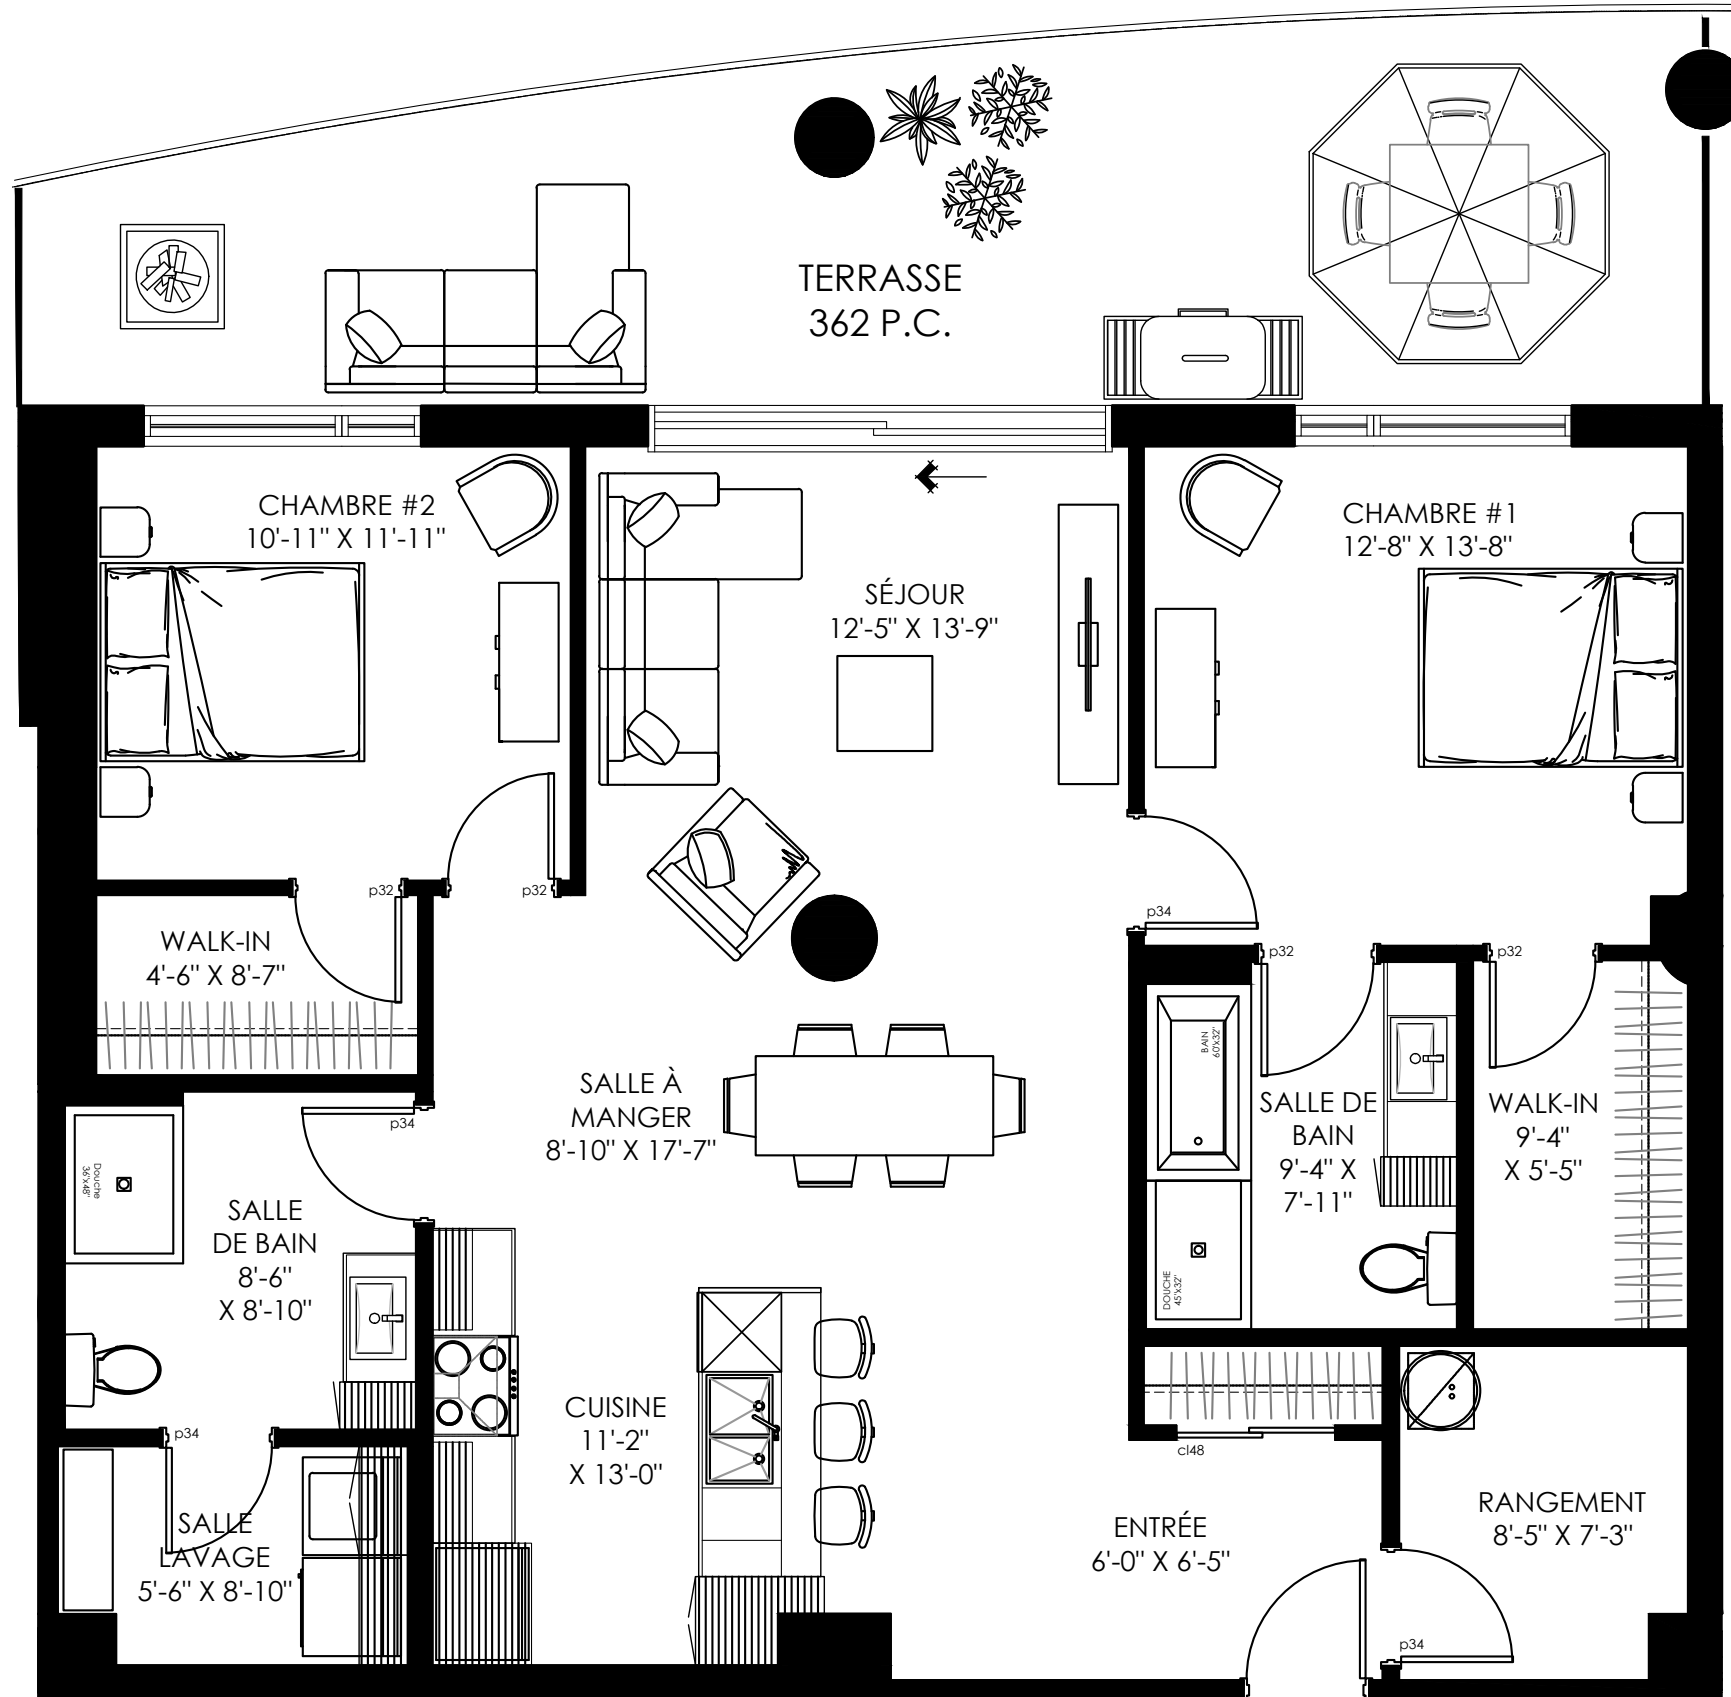 TERRASSE
362 P.C.
CHAMBRE #2
10'-11" X 11'-11"
CHAMBRE #1
12'-8" X 13'-8"
SÉJOUR
12'-5" X 13'-9"
p32
p32
p34
WALK-IN
4'-6" X 8'-7"
p32
p32
BAIN
60"x32"
SALLE À
MANGER
8'-10" X 17'-7"
SALLE DE
BAIN
9'-4" X
7'-11"
WALK-IN
9'-4"
X 5'-5"
p34
Douche
36"x48"
SALLE
DE BAIN
8'-6"
X 8'-10"
DOUCHE
45"x32"
CUISINE
11'-2"
X 13'-0"
p34
cl48
SALLE
LAVAGE
5'-6" X 8'-10"
ENTRÉE
6'-0" X 6'-5"
RANGEMENT
8'-5" X 7'-3"
p34